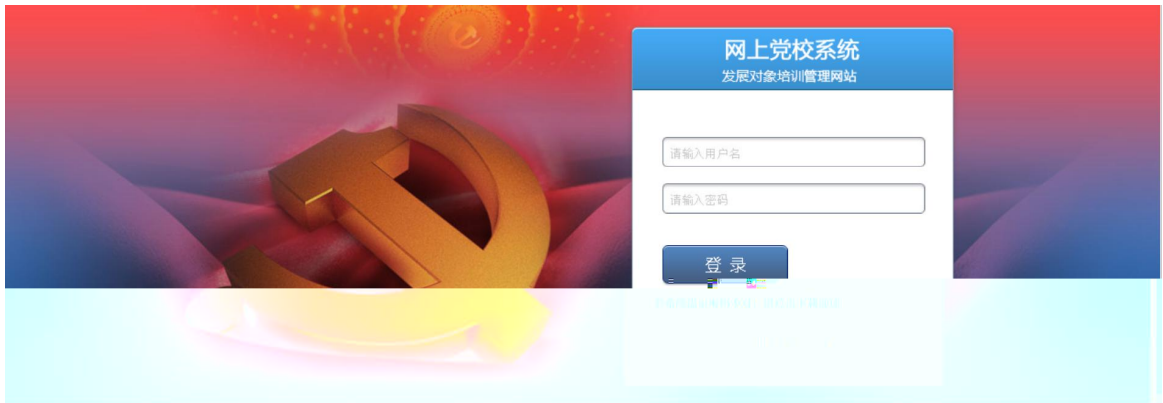 网上党校系统
发展对象培训管理网站
请输入用户名
请输入密码
登 录